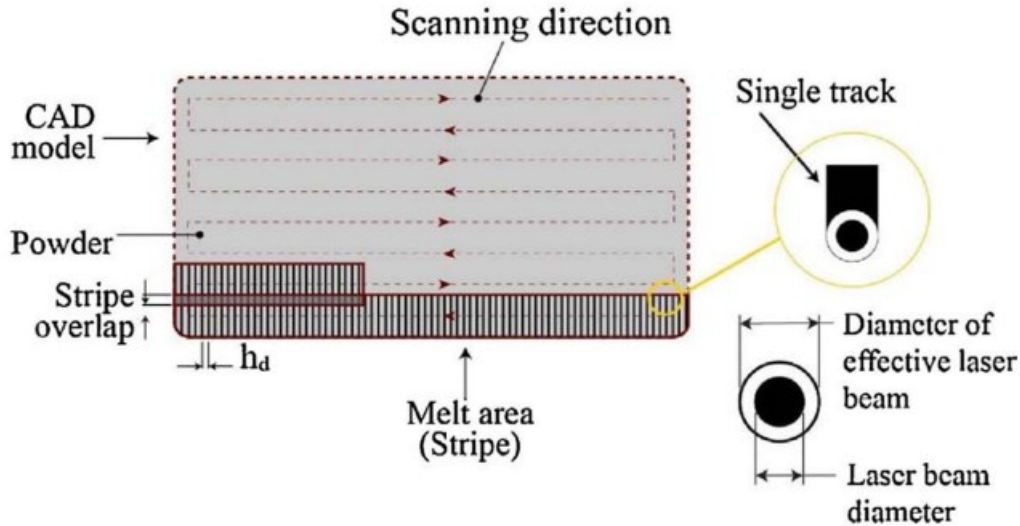 Scanning direction
CAD
model
Single track
Powder
Stripe
overlap
hd
Melt area
(Stripe)
Diameter of
effective laser
beam
Laser beam
diameter